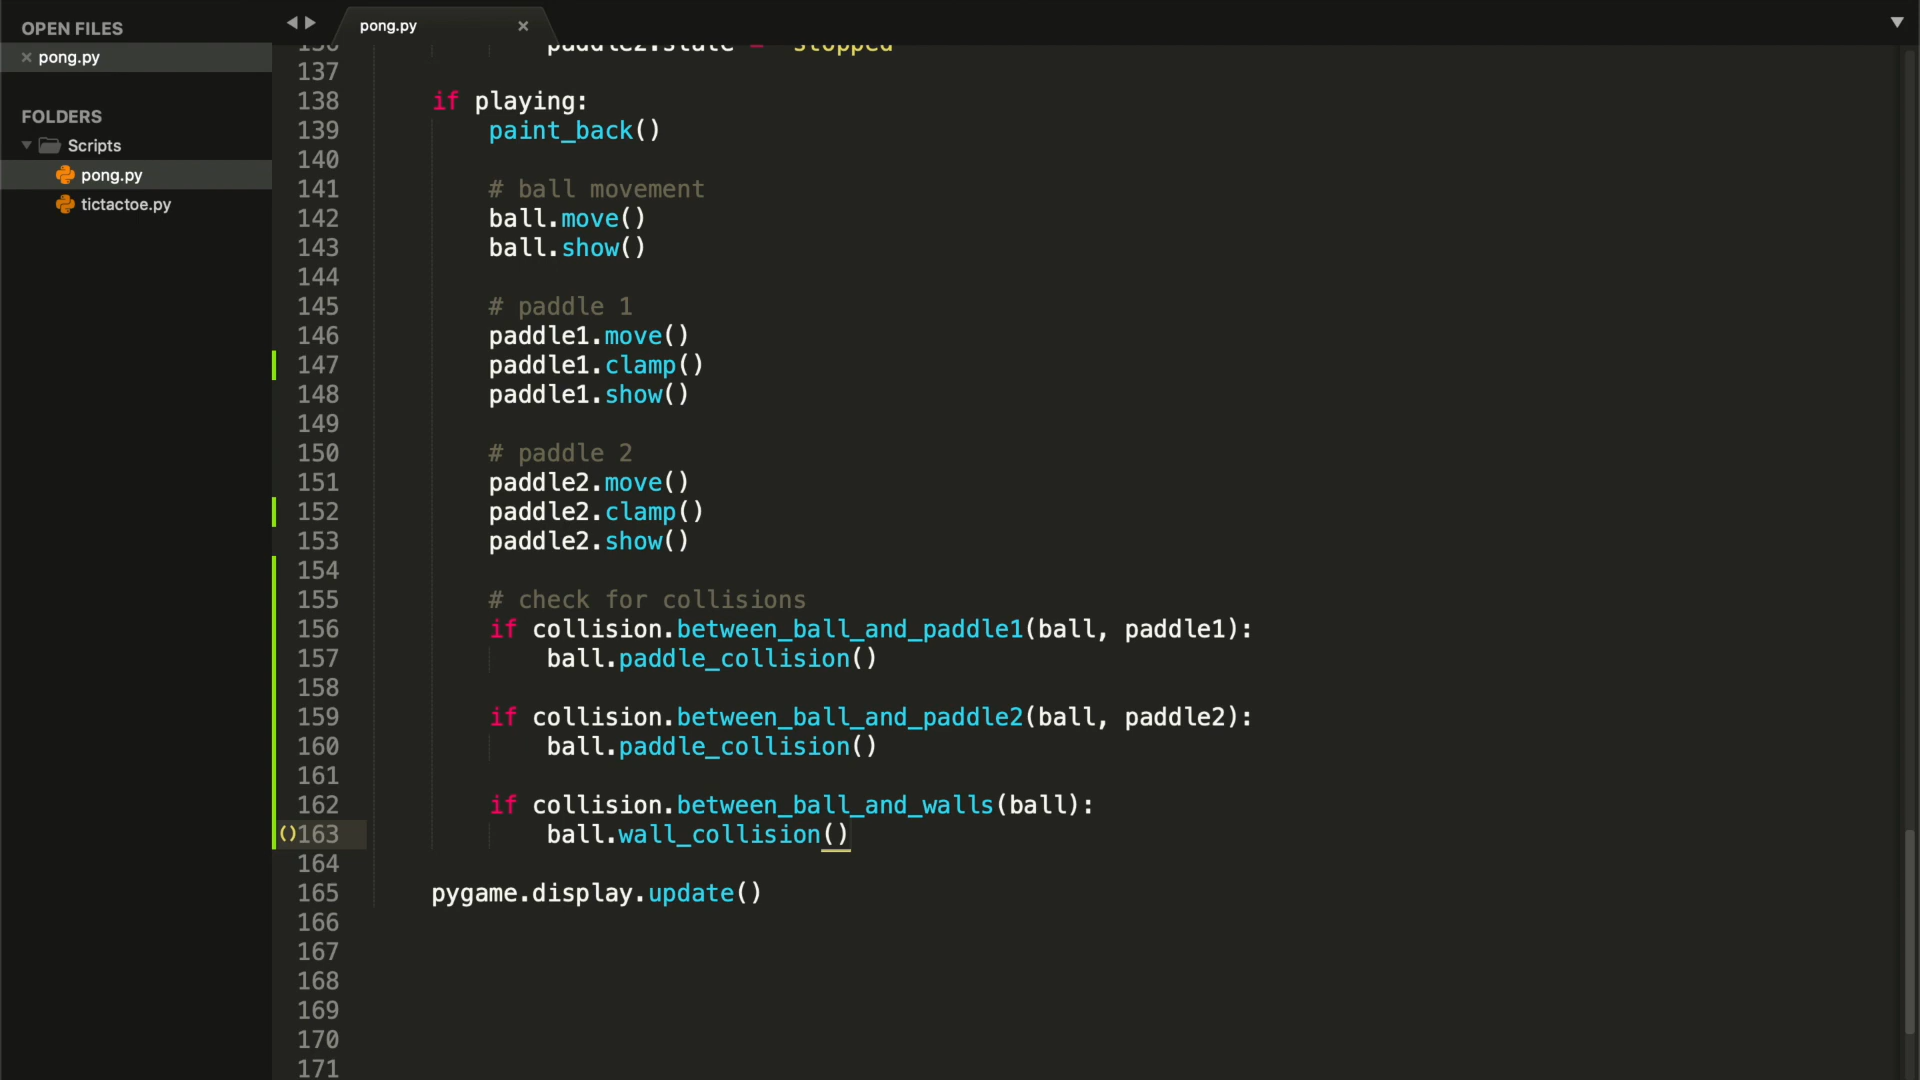 OPEN FILES
pong.py
FOLDERS
Scripts
pong.py
tictactoe.py
pong.py
136 paddle2.state = "stopped"
137
138 if playing:
139 paint_back()
140
141 # ball movement
142 ball.move()
143 ball.show()
144
145 # paddle 1
146 paddle1.move()
147 paddle1.clamp()
148 paddle1.show()
149
150 # paddle 2
151 paddle2.move()
152 paddle2.clamp()
153 paddle2.show()
154
155 # check for collisions
156 if collision.between_ball_and_paddle1(ball, paddle1):
157 ball.paddle_collision()
158
159 if collision.between_ball_and_paddle2(ball, paddle2):
160 ball.paddle_collision()
161
162 if collision.between_ball_and_walls(ball):
()163 ball.wall_collision()
164
165 pygame.display.update()
166
167
168
169
170
171